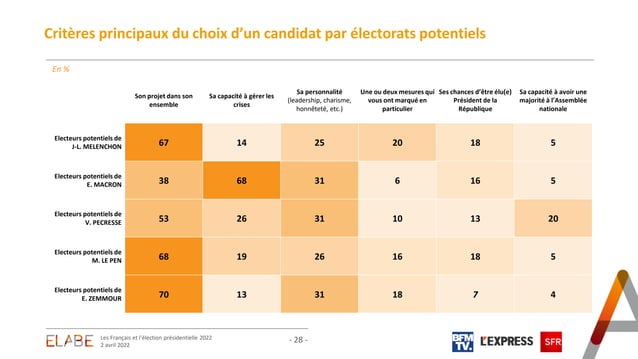 Critères principaux du choix d’un candidat par électorats potentiels
En %
Son projet dans son
ensemble
Sa capacité à gérer les
crises
Sa personnalité
(leadership, charisme,
honnêteté, etc.)
Une ou deux mesures qui
vous ont marqué en
particulier
Ses chances d’être élu(e)
Président de la
République
Sa capacité à avoir une
majorité à l’Assemblée
nationale
Electeurs potentiels de
J-L. MELENCHON
67 14 25 20 18 5
Electeurs potentiels de
E. MACRON
38 68 31 6 16 5
Electeurs potentiels de
V. PECRESSE
53 26 31 10 13 20
Electeurs potentiels de
M. LE PEN
68 19 26 16 18 5
Electeurs potentiels de
E. ZEMMOUR
70 13 31 18 7 4
ELABE
Les Français et l’élection présidentielle 2022
2 avril 2022
- 28 -
BFM
TV.
L'EXPRESS
SFR